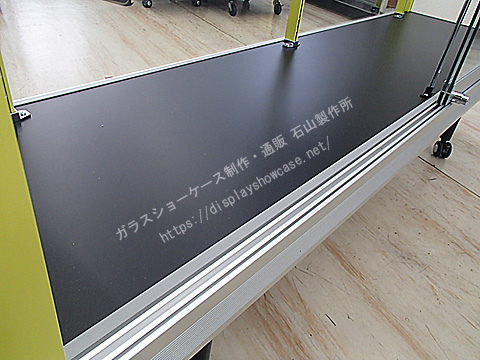 ガラスショーケース制作・通販 石山製作所
https://displayshowcase.net/